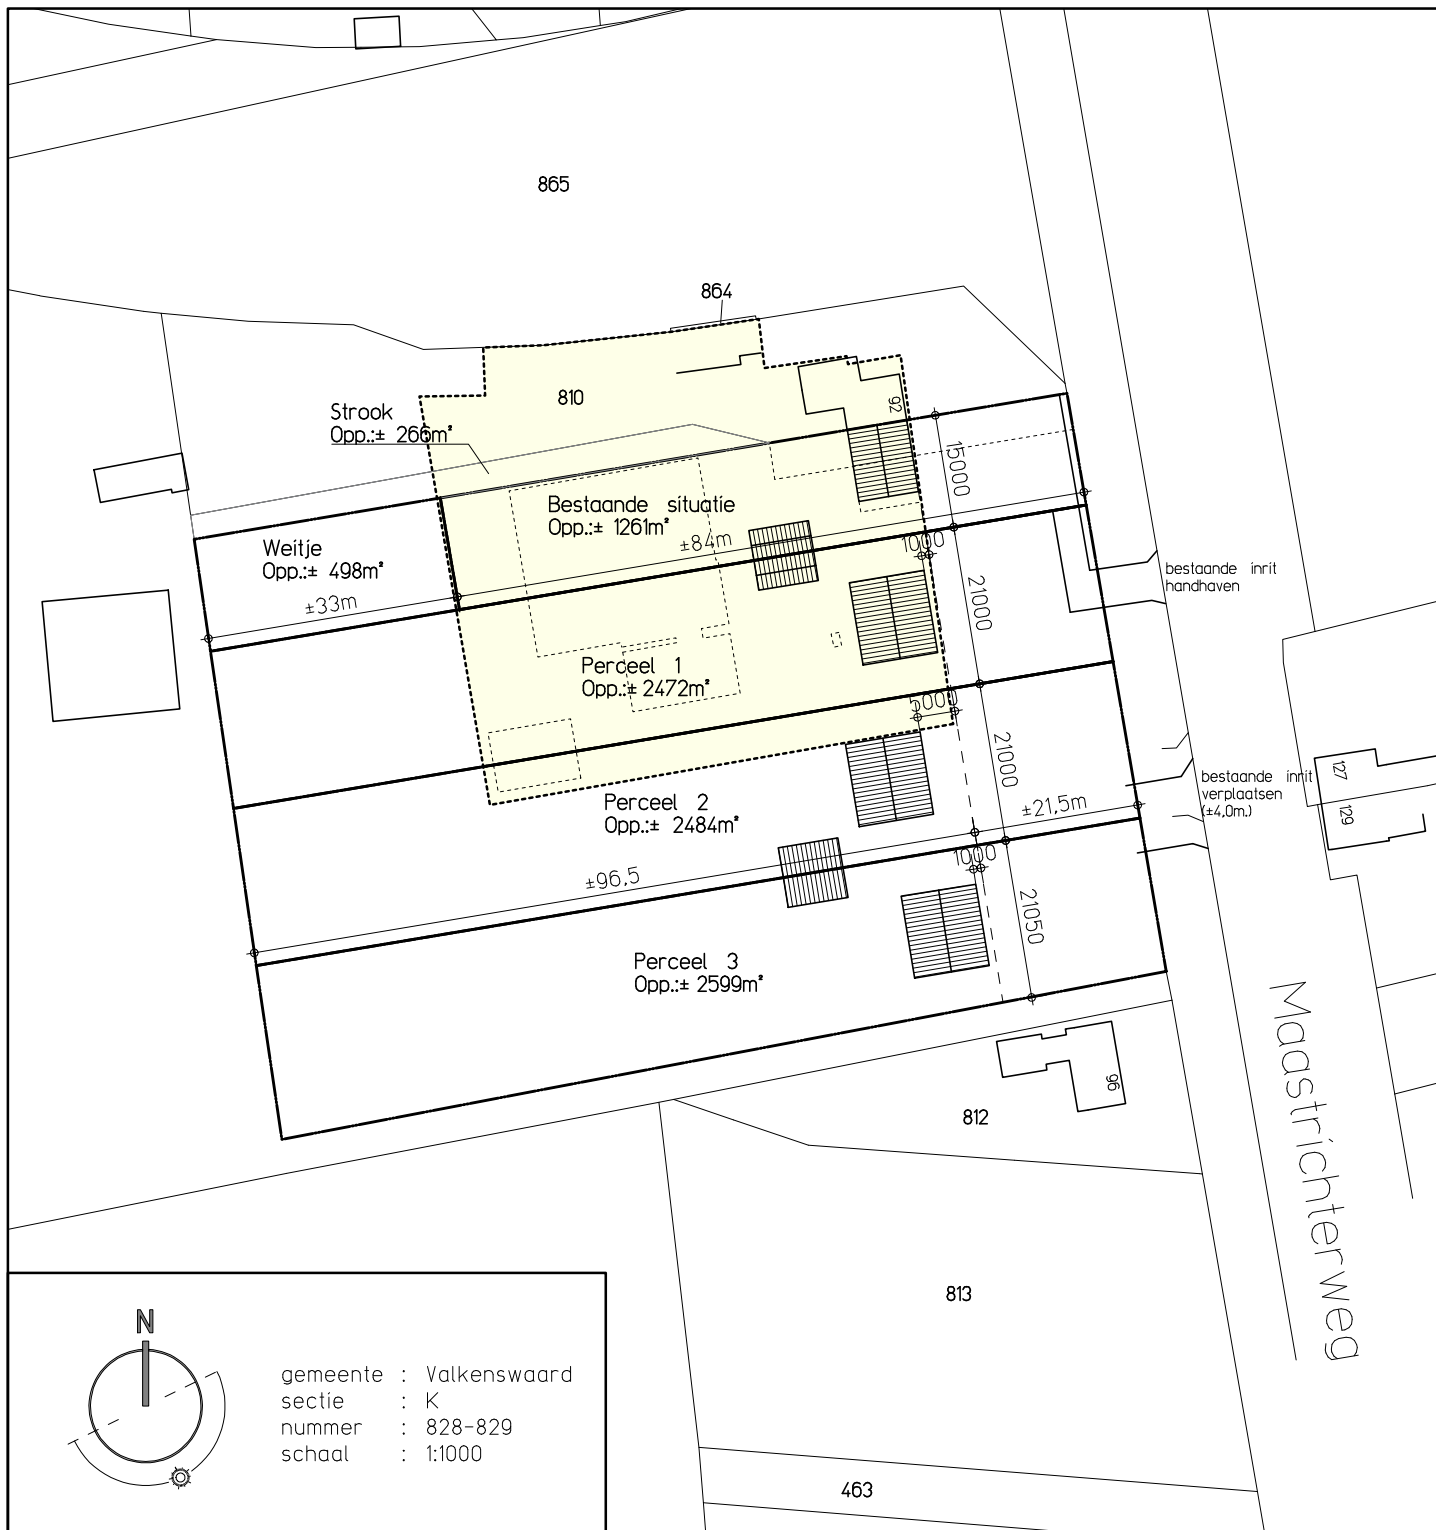 865
864
810
Strook
Opp.:± 266m²
92
15000
Bestaande situatie
Opp.:± 1261m²
±84m
1000
Weitje
Opp.:± 498m²
±33m
bestaande inrit
handhaven
21000
Perceel 1
Opp.:± 2472m²
5000
21000
bestaande inrit
verplaatsen
(±4,0m.)
127
129
±21,5m
Perceel 2
Opp.:± 2484m²
1000
±96,5
21050
Perceel 3
Opp.:± 2599m²
Maastrichterweg
96
812
813
463
N
gemeente : Valkenswaard
sectie : K
nummer : 828-829
schaal : 1:1000